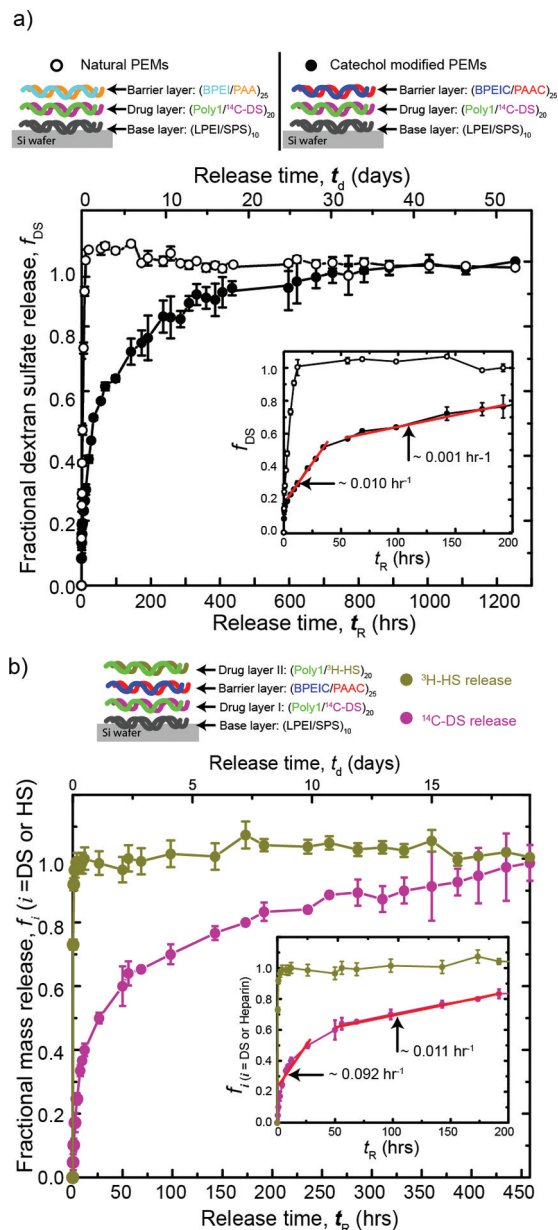 a)
Natural PEMs
Catechol modified PEMs
Barrier layer: (BPEI/PAA)25
Drug layer: (Poly1/14C-DS)20
Base layer: (LPEI/SPS)10
Si wafer
Barrier layer: (BPEIC/PAAC)25
Drug layer: (Poly1/14C-DS)20
Base layer: (LPEI/SPS)10
Si wafer
Release time, td (days)
0 10 20 30 40 50
Fractional dextran sulfate release, fDS
1.0
0.8
0.6
0.4
0.2
0.0
fDS
1.0
0.8
0.6
0.4
0.2
0.0
~ 0.001 hr-1
~ 0.010 hr-1
0 50 100 150 200
tR (hrs)
0 200 400 600 800 1000 1200
Release time, tR (hrs)
b)
Drug layer II: (Poly1/3H-HS)20
Barrier layer: (BPEIC/PAAC)25
Drug layer I: (Poly1/14C-DS)20
Base layer: (LPEI/SPS)10
Si wafer
3H-HS release
14C-DS release
Release time, td (days)
0 5 10 15
Fractional mass release, fi (i =DS or HS)
1.0
0.8
0.6
0.4
0.2
0.0
fi (i = DS or Heparin)
1.0
0.8
0.6
0.4
0.2
0.0
~ 0.011 hr-1
~ 0.092 hr-1
0 50 100 150 200
tR (hrs)
0 50 100 150 200 250 300 350 400 450
Release time, tR (hrs)